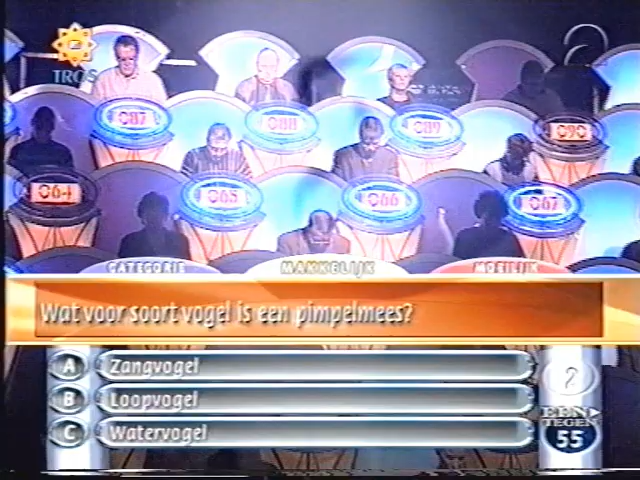 TROS
2
087
088
089
090
064
065
066
067
CATEGORIE
MAKKELIJK
MOEILIJK
Wat voor soort vogel is een pimpelmees?
A Zangvogel
B Loopvogel
C Watervogel
2
EEN
TEGEN
55